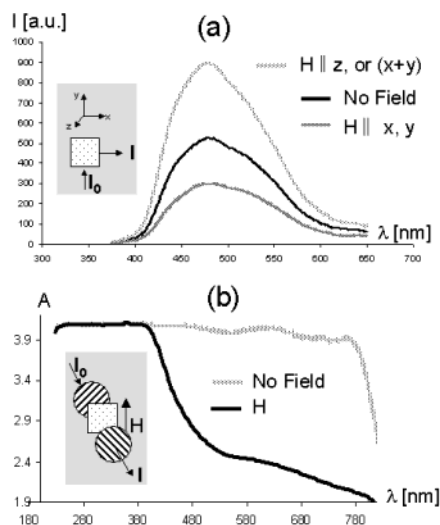 I [a.u.]
(a)
1000
900
800
700
600
500
400
300
200
100
0
300 350 400 450 500 550 600 650 700
λ [nm]
H || z, or (x+y)
No Field
H || x, y
y
x
z
I
I₀
(b)
A
3.9
3.4
2.9
2.4
1.9
180 280 380 480 580 680 780
λ [nm]
No Field
H
I₀
H
I